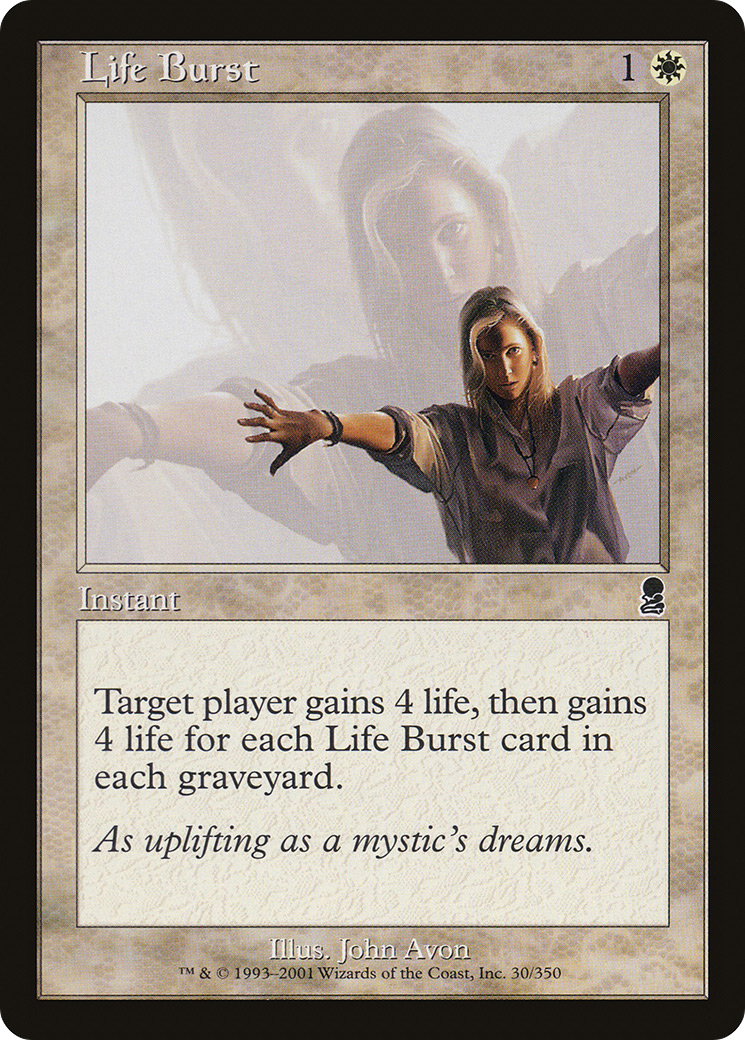 Life Burst 1
Instant
Target player gains 4 life, then gains
4 life for each Life Burst card in
each graveyard.
As uplifting as a mystic's dreams.
Illus. John Avon
™ & © 1993–2001 Wizards of the Coast, Inc. 30/350